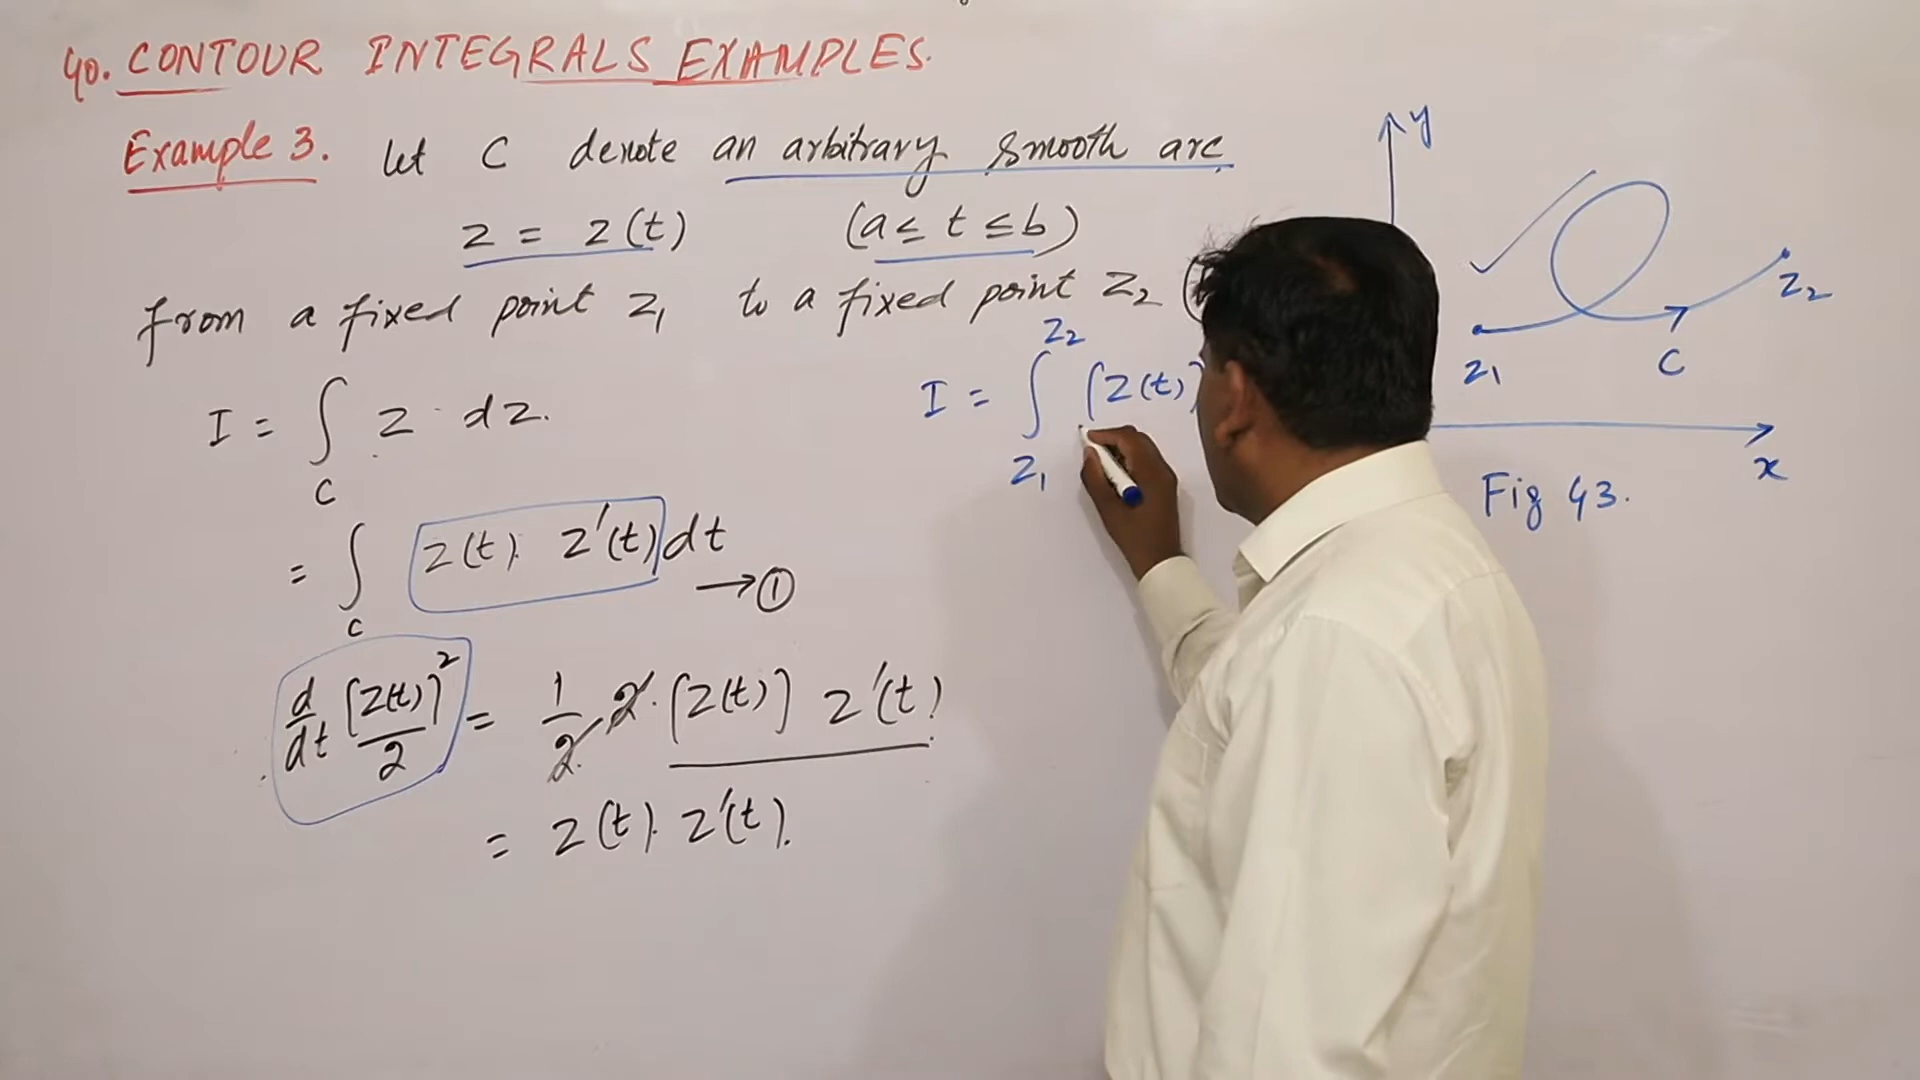 40. CONTOUR INTEGRALS EXAMPLES.
Example 3. Let C denote an arbitrary smooth arc
z = z(t) (a ≤ t ≤ b)
from a fixed point z₁ to a fixed point z₂ (
I = ∫_C z dz.
= ∫_C z(t). z'(t) dt → ①
d/dt [z(t)]²/2 = 1/2 2. [z(t)] z'(t)
= z(t). z'(t).
I = ∫_{z₁}^{z₂} [z(t)]
y
z₂
z₁
C
x
Fig 43.